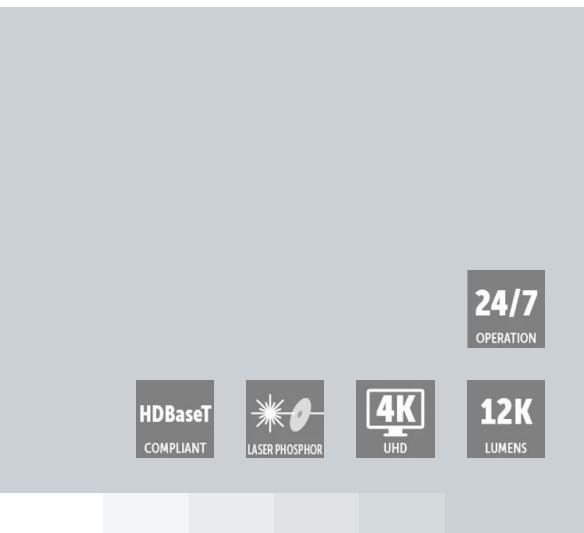 24/7
OPERATION
HDBaseT
COMPLIANT
LASER PHOSPHOR
4K
UHD
12K
LUMENS